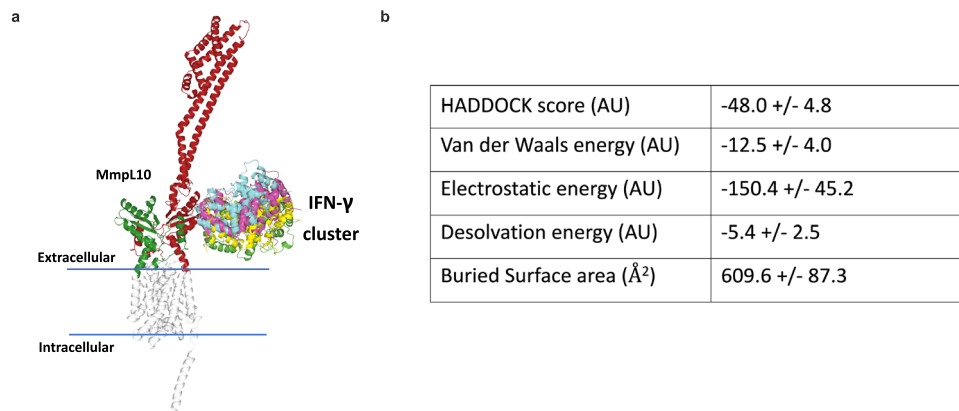 a
MmpL10
IFN-γ
cluster
Extracellular
Intracellular
b
HADDOCK score (AU) -48.0 +/- 4.8
Van der Waals energy (AU) -12.5 +/- 4.0
Electrostatic energy (AU) -150.4 +/- 45.2
Desolvation energy (AU) -5.4 +/- 2.5
Buried Surface area (Å²) 609.6 +/- 87.3